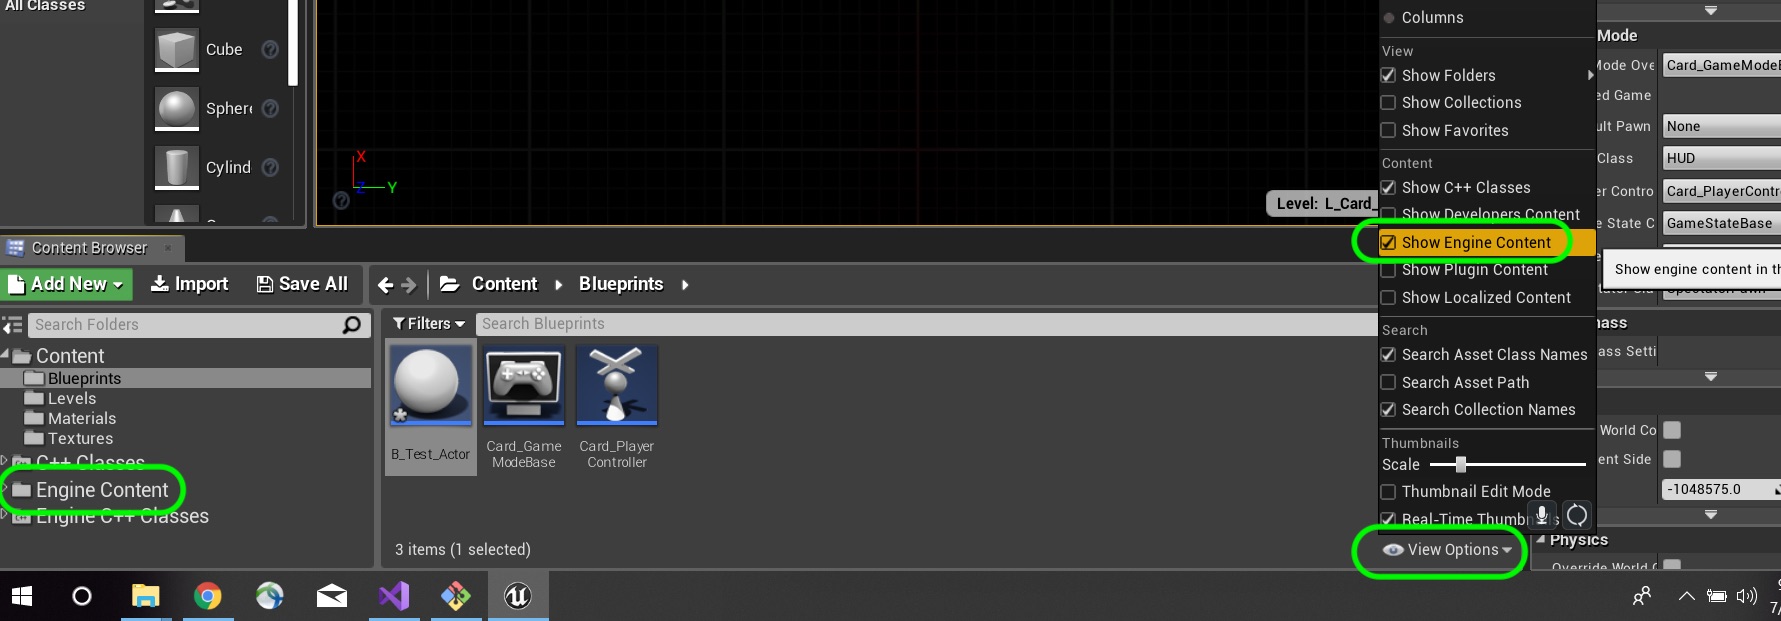 All Classes
Cube
Sphere
Cylind
X
Z
Y
Level: L_Card_
Columns
View
Show Folders
Show Collections
Show Favorites
Content
Show C++ Classes
Show Developers Content
Show Engine Content
Show Plugin Content
Show Localized Content
Search
Search Asset Class Names
Search Asset Path
Search Collection Names
Thumbnails
Scale
Thumbnail Edit Mode
Real-Time Thumbnails
View Options
Mode
Mode Ove
Card_GameModeB
ed Game
ult Pawn
None
Class
HUD
er Contro
Card_PlayerContr
e State C
GameStateBase
Show engine content in th
ass
ass Setti
World Co
ent Side
-1048575.0
Physics
Override World G
Content Browser
Add New
Import
Save All
Content
Blueprints
Search Folders
Filters
Search Blueprints
Content
Blueprints
Levels
Materials
Textures
C++ Classes
Engine Content
Engine C++ Classes
B_Test_Actor
Card_Game
ModeBase
Card_Player
Controller
3 items (1 selected)
7/